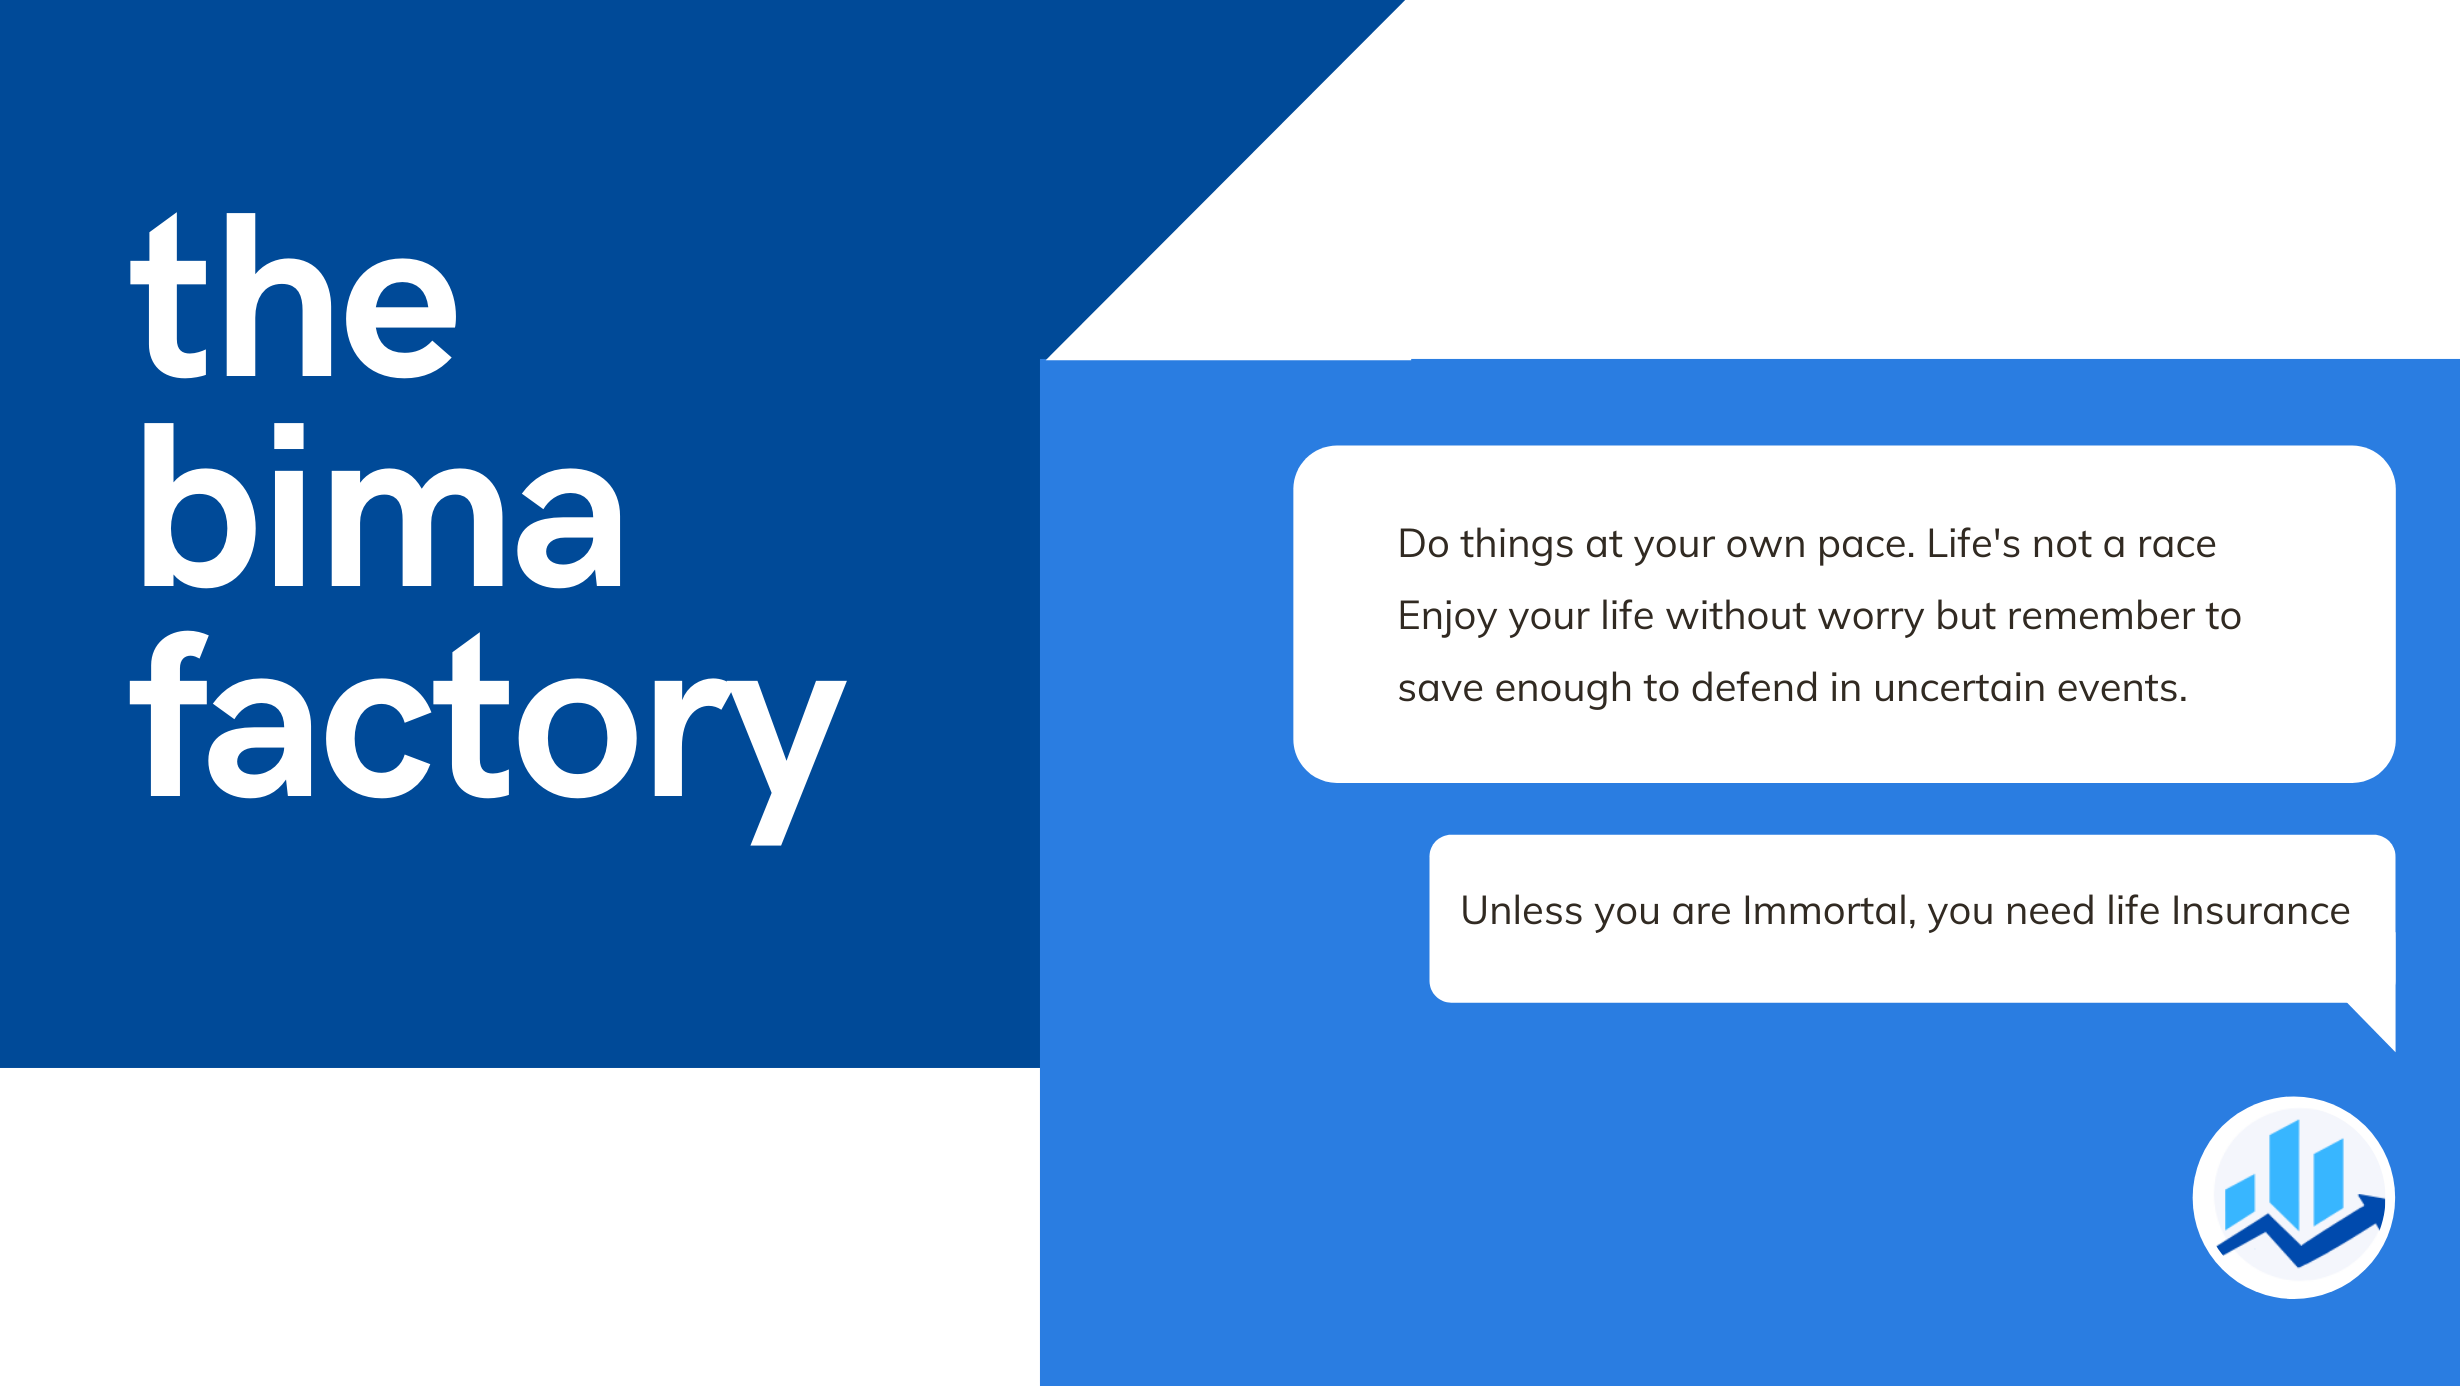 the
bima
factory
Do things at your own pace. Life's not a race
Enjoy your life without worry but remember to
save enough to defend in uncertain events.
Unless you are Immortal, you need life Insurance